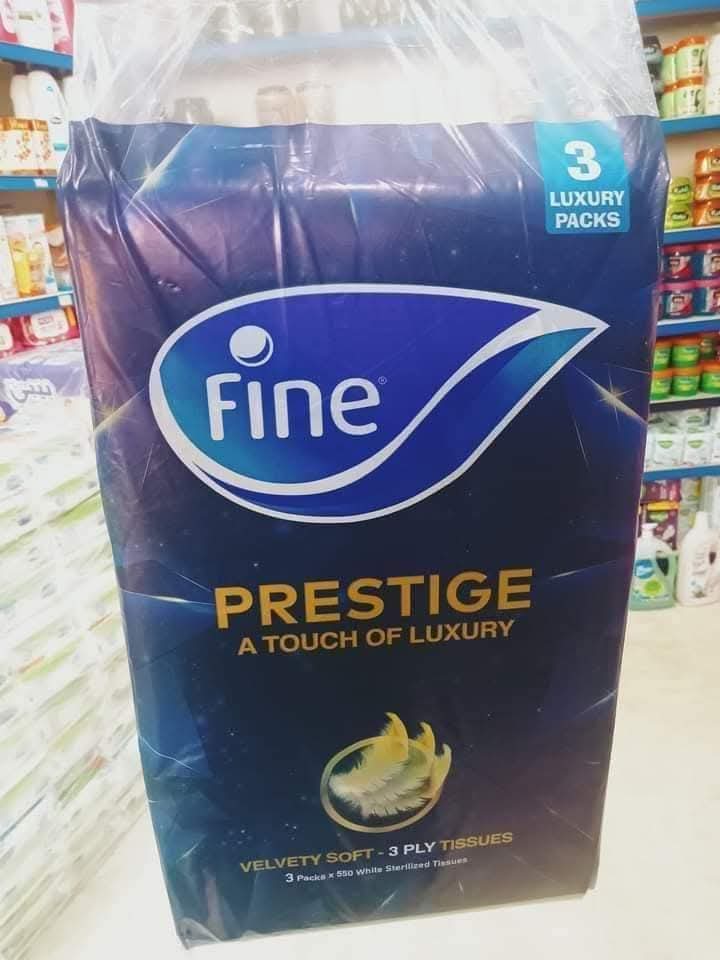 3
LUXURY
PACKS
Fine®
PRESTIGE
A TOUCH OF LUXURY
VELVETY SOFT - 3 PLY TISSUES
3 Packs x 550 White Sterilized Tissues